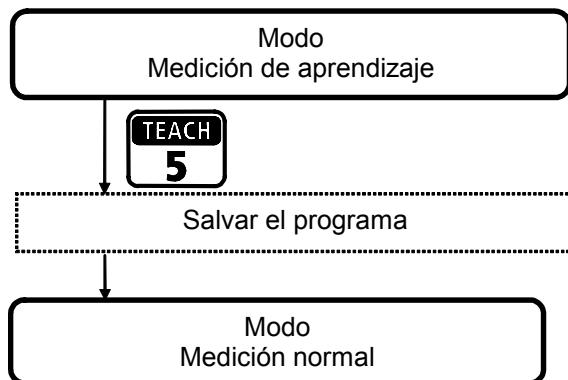 Modo
Medición de aprendizaje
TEACH
5
Salvar el programa
Modo
Medición normal